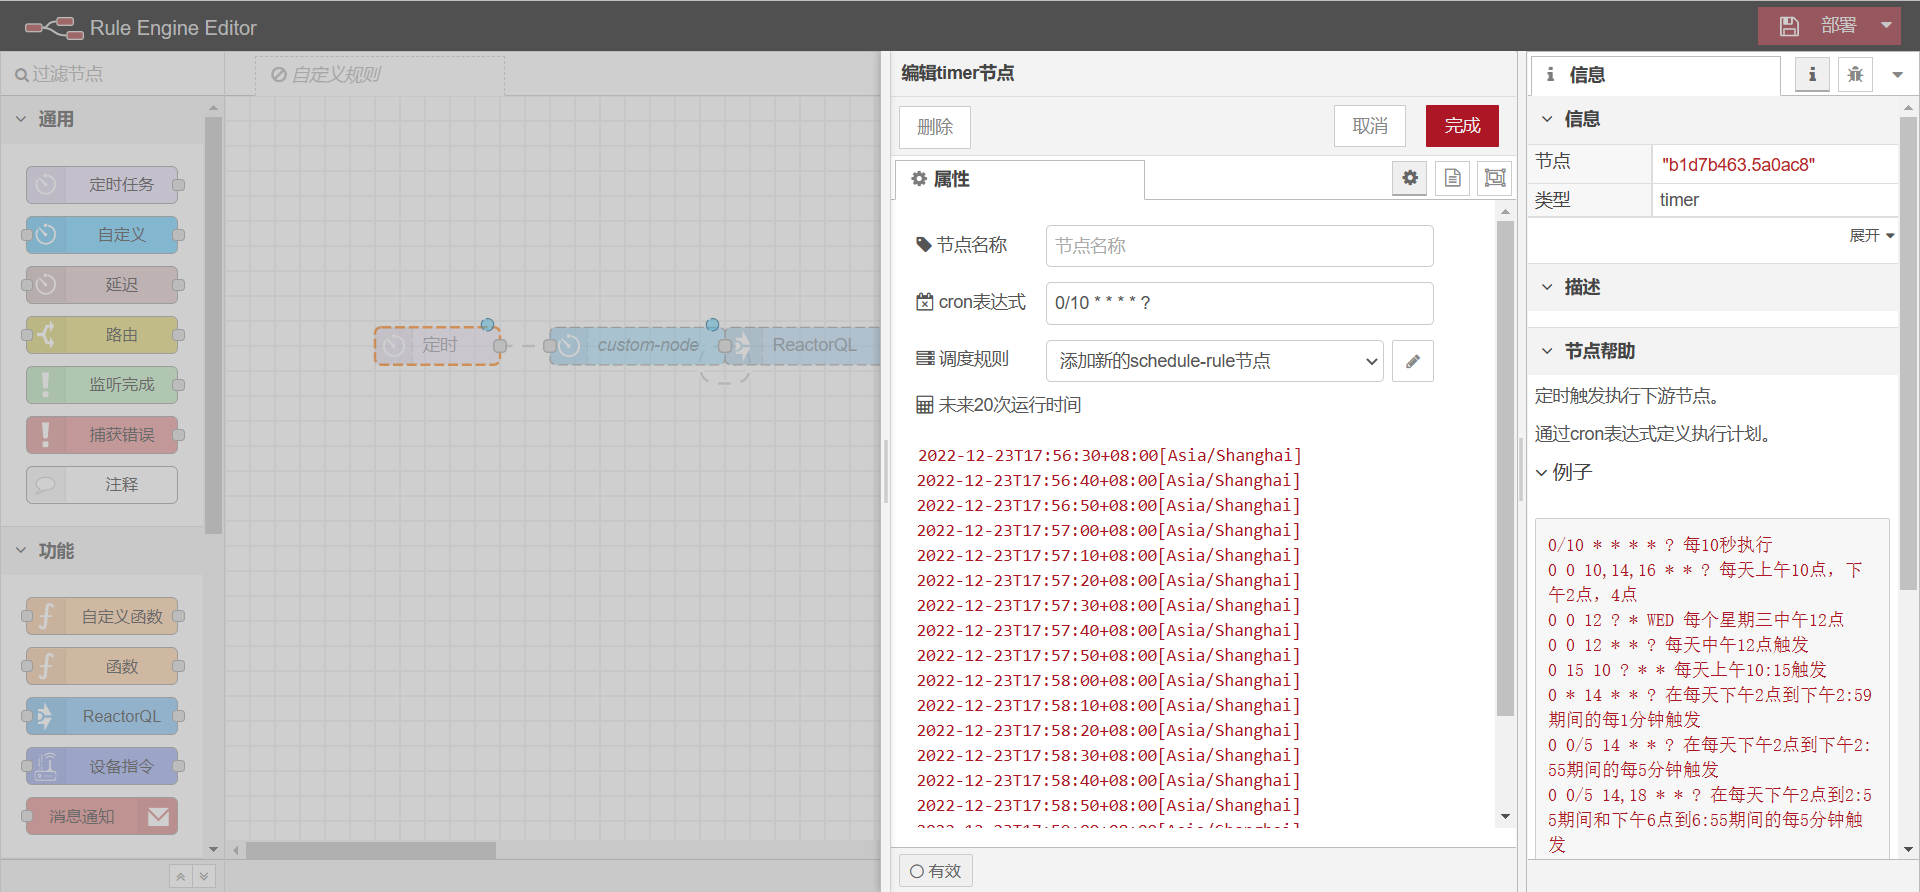 Rule Engine Editor
部署
过滤节点
通用
定时任务
自定义
延迟
路由
监听完成
捕获错误
注释
功能
自定义函数
函数
ReactorQL
设备指令
消息通知
自定义规则
定时
custom-node
ReactorQL
编辑timer节点
删除
取消
完成
属性
节点名称
节点名称
cron表达式
0/10 * * * * ?
调度规则
添加新的schedule-rule节点
未来20次运行时间
2022-12-23T17:56:30+08:00[Asia/Shanghai]
2022-12-23T17:56:40+08:00[Asia/Shanghai]
2022-12-23T17:56:50+08:00[Asia/Shanghai]
2022-12-23T17:57:00+08:00[Asia/Shanghai]
2022-12-23T17:57:10+08:00[Asia/Shanghai]
2022-12-23T17:57:20+08:00[Asia/Shanghai]
2022-12-23T17:57:30+08:00[Asia/Shanghai]
2022-12-23T17:57:40+08:00[Asia/Shanghai]
2022-12-23T17:57:50+08:00[Asia/Shanghai]
2022-12-23T17:58:00+08:00[Asia/Shanghai]
2022-12-23T17:58:10+08:00[Asia/Shanghai]
2022-12-23T17:58:20+08:00[Asia/Shanghai]
2022-12-23T17:58:30+08:00[Asia/Shanghai]
2022-12-23T17:58:40+08:00[Asia/Shanghai]
2022-12-23T17:58:50+08:00[Asia/Shanghai]
有效
信息
信息
节点 "b1d7b463.5a0ac8"
类型 timer
展开
描述
节点帮助
定时触发执行下游节点。
通过cron表达式定义执行计划。
例子
0/10 * * * * ? 每10秒执行
0 0 10,14,16 * * ? 每天上午10点，下
午2点，4点
0 0 12 ? * WED 每个星期三中午12点
0 0 12 * * ? 每天中午12点触发
0 15 10 ? * * 每天上午10:15触发
0 * 14 * * ? 在每天下午2点到下午2:59
期间的每1分钟触发
0 0/5 14 * * ? 在每天下午2点到下午2:
55期间的每5分钟触发
0 0/5 14,18 * * ? 在每天下午2点到2:5
5期间和下午6点到6:55期间的每5分钟触
发